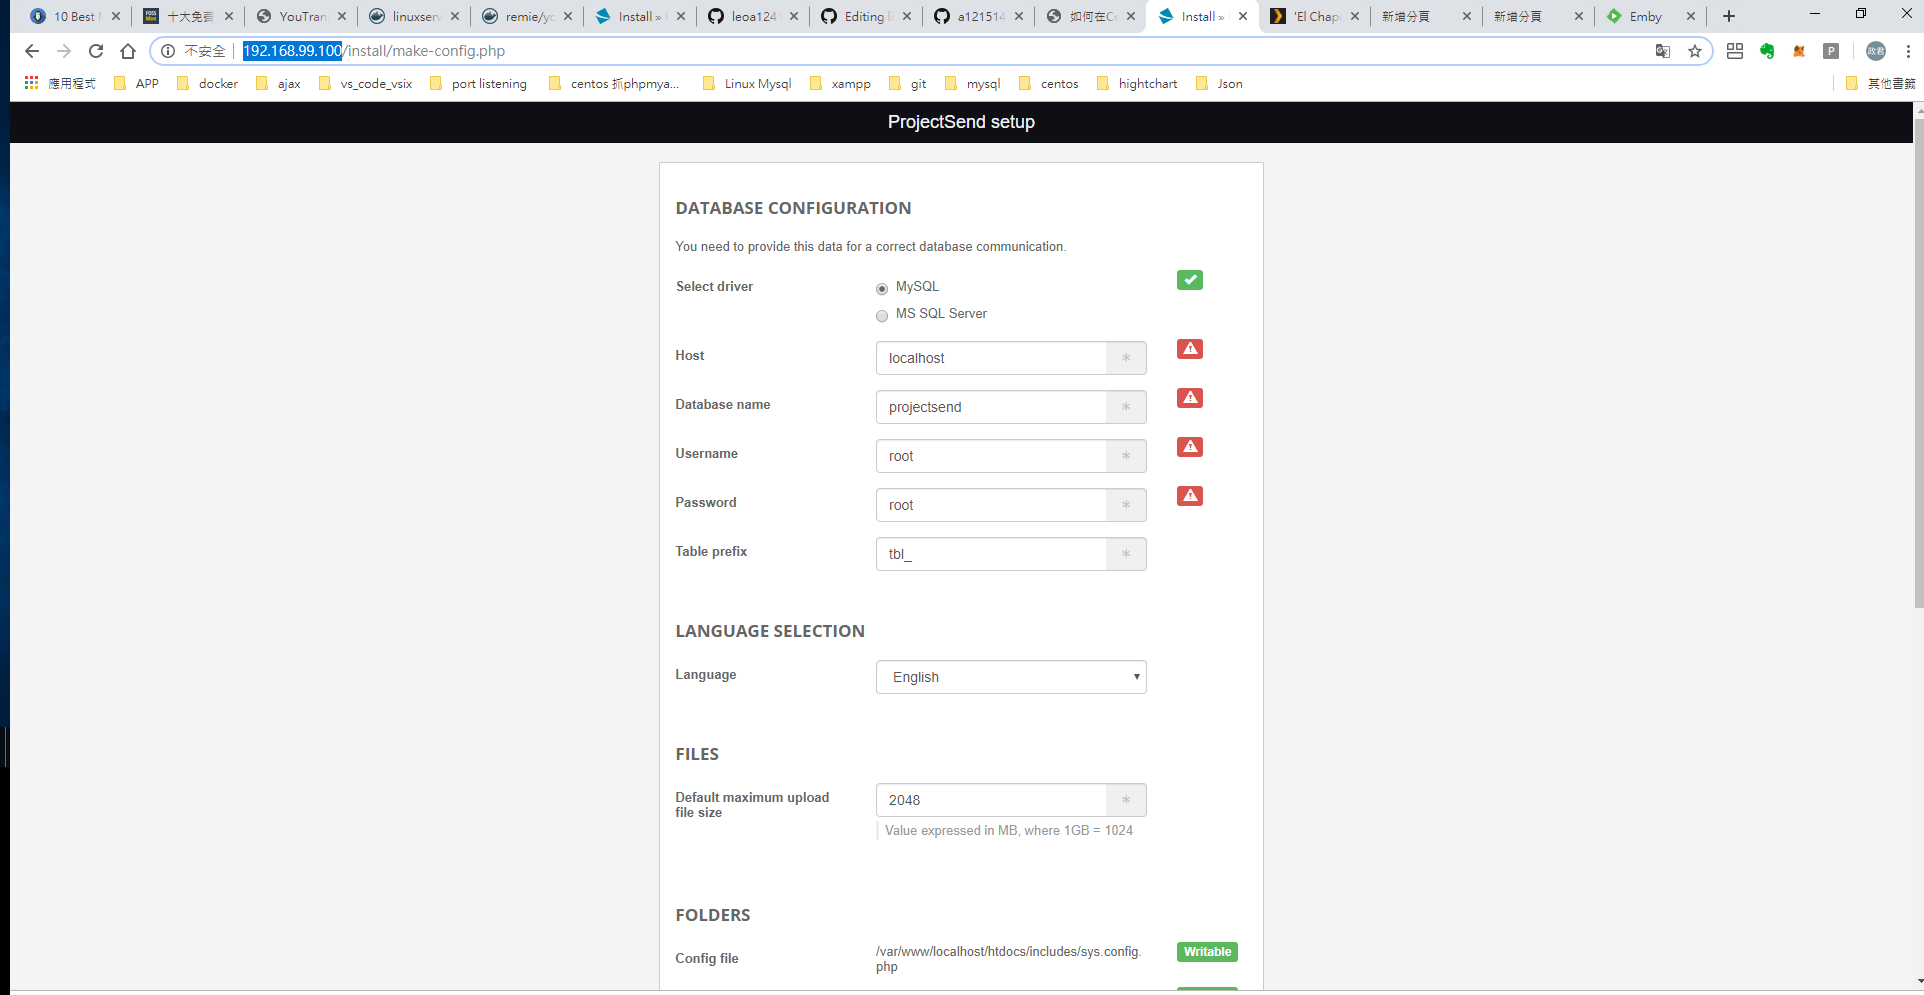 10 Best
十大免費
YouTran
linuxserv
remie/yo
Install »
leoa1241
Editing l
a121514
如何在Ce
Install »
'El Chapo
新增分頁
新增分頁
Emby
不安全 192.168.99.100/install/make-config.php
P
政君
應用程式
APP
docker
ajax
vs_code_vsix
port listening
centos 抓phpmya...
Linux Mysql
xampp
git
mysql
centos
hightchart
Json
其他書籤
ProjectSend setup
DATABASE CONFIGURATION
You need to provide this data for a correct database communication.
Select driver
MySQL
MS SQL Server
Host
localhost *
Database name
projectsend *
Username
root *
Password
root *
Table prefix
tbl_ *
LANGUAGE SELECTION
Language
English
FILES
Default maximum upload
file size
2048 *
Value expressed in MB, where 1GB = 1024
FOLDERS
Config file
/var/www/localhost/htdocs/includes/sys.config.
php
Writable